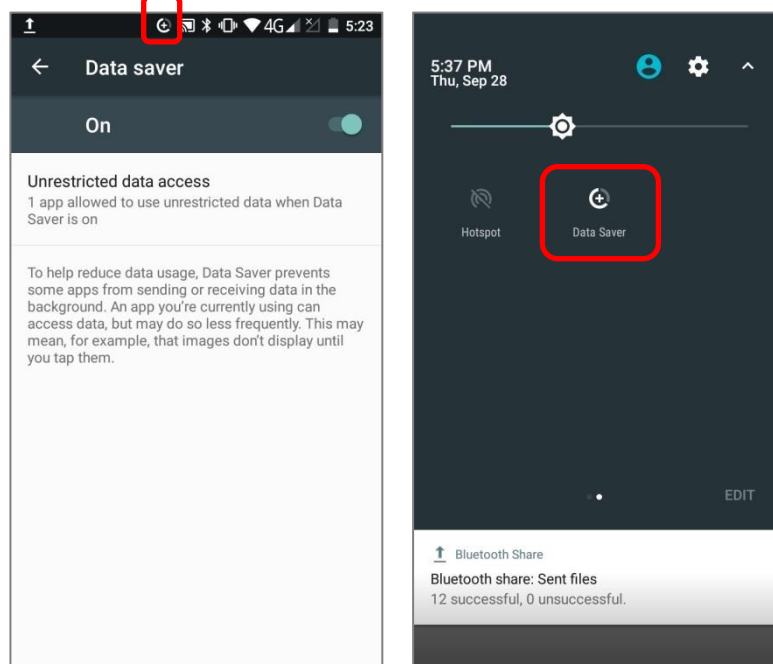 4G 5:23
Data saver
On
Unrestricted data access
1 app allowed to use unrestricted data when Data
Saver is on
To help reduce data usage, Data Saver prevents
some apps from sending or receiving data in the
background. An app you're currently using can
access data, but may do so less frequently. This may
mean, for example, that images don't display until
you tap them.
5:37 PM
Thu, Sep 28
Hotspot
Data Saver
EDIT
Bluetooth Share
Bluetooth share: Sent files
12 successful, 0 unsuccessful.